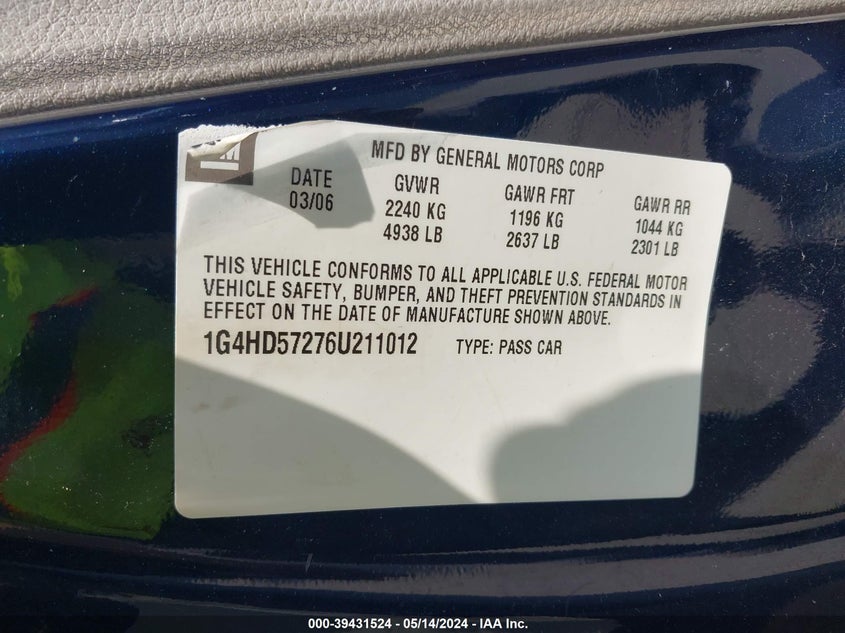 MFD BY GENERAL MOTORS CORP
DATE GVWR GAWR FRT GAWR RR
03/06 2240 KG 1196 KG 1044 KG
4938 LB 2637 LB 2301 LB
THIS VEHICLE CONFORMS TO ALL APPLICABLE U.S. FEDERAL MOTOR
VEHICLE SAFETY, BUMPER, AND THEFT PREVENTION STANDARDS IN
EFFECT ON THE DATE OF MANUFACTURE SHOWN ABOVE.
1G4HD57276U211012 TYPE: PASS CAR
000-39431524 / 05/14/2024 - IAA Inc.